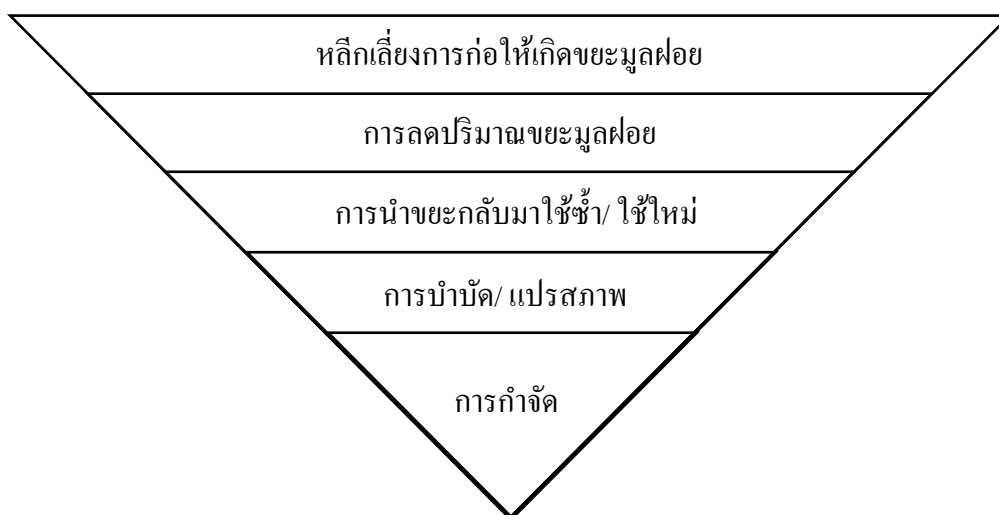 หลีกเลี่ยงการก่อให้เกิดขยะมูลฝอย
การลดปริมาณขยะมูลฝอย
การนำขยะกลับมาใช้ซ้ำ/ ใช้ใหม่
การบำบัด/ แปรสภาพ
การกำจัด